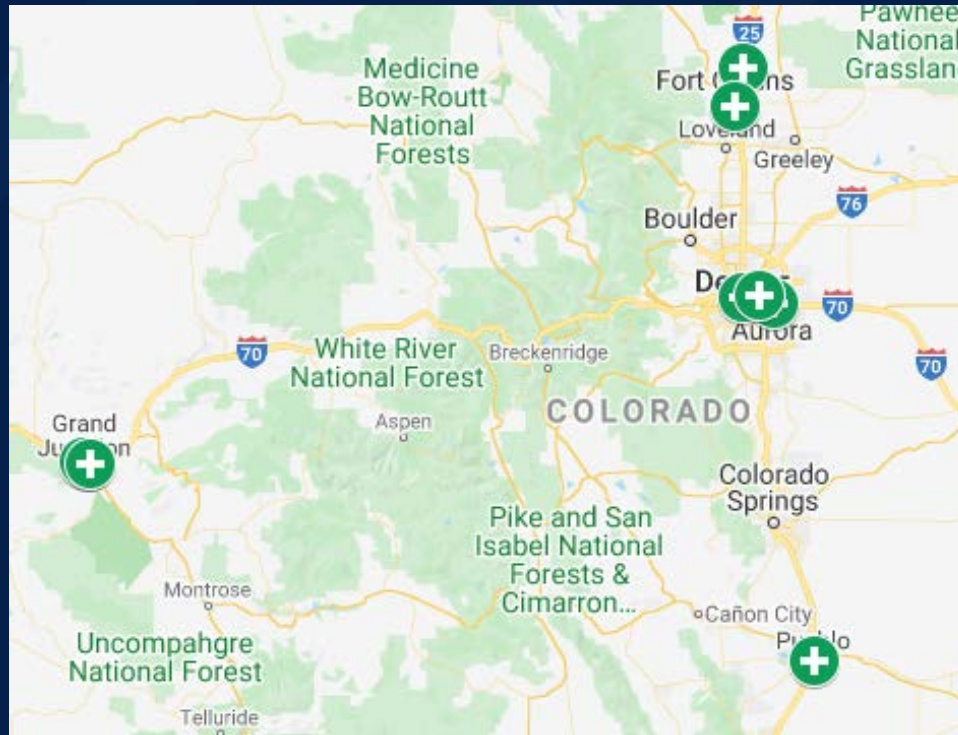 Pawnee
National
Grasslan
25
Medicine
Bow-Routt
National
Forests
Fort
Loveland
Greeley
76
Boulder
70
Aurora
70
White River
National Forest
70
Breckenridge
COLORADO
Aspen
Grand
Colorado
Springs
Pike and San
Isabel National
Forests &
Cimarron...
Montrose
Cañon City
Uncompahgre
National Forest
Telluride